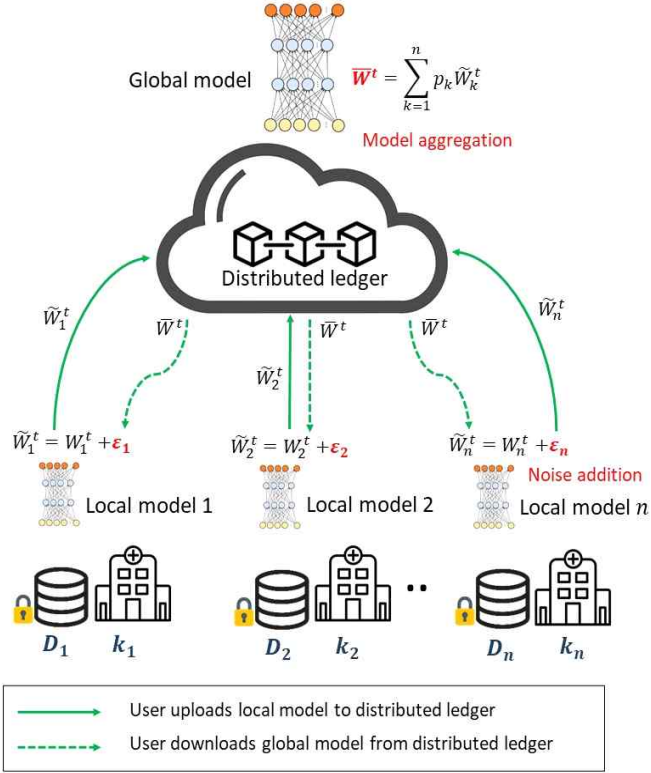 Global model
W̅ᵗ = ∑ₖ₌₁ⁿ pₖW̃ₖᵗ
Model aggregation
Distributed ledger
W̃₁ᵗ
W̅ᵗ
W̃₂ᵗ
W̅ᵗ
W̅ᵗ
W̃ₙᵗ
W̃₁ᵗ = W₁ᵗ +ε₁
W̃₂ᵗ = W₂ᵗ +ε₂
W̃ₙᵗ = Wₙᵗ +εₙ
Noise addition
Local model 1
Local model 2
Local model n
..
D₁ k₁
D₂ k₂
Dₙ kₙ
User uploads local model to distributed ledger
User downloads global model from distributed ledger